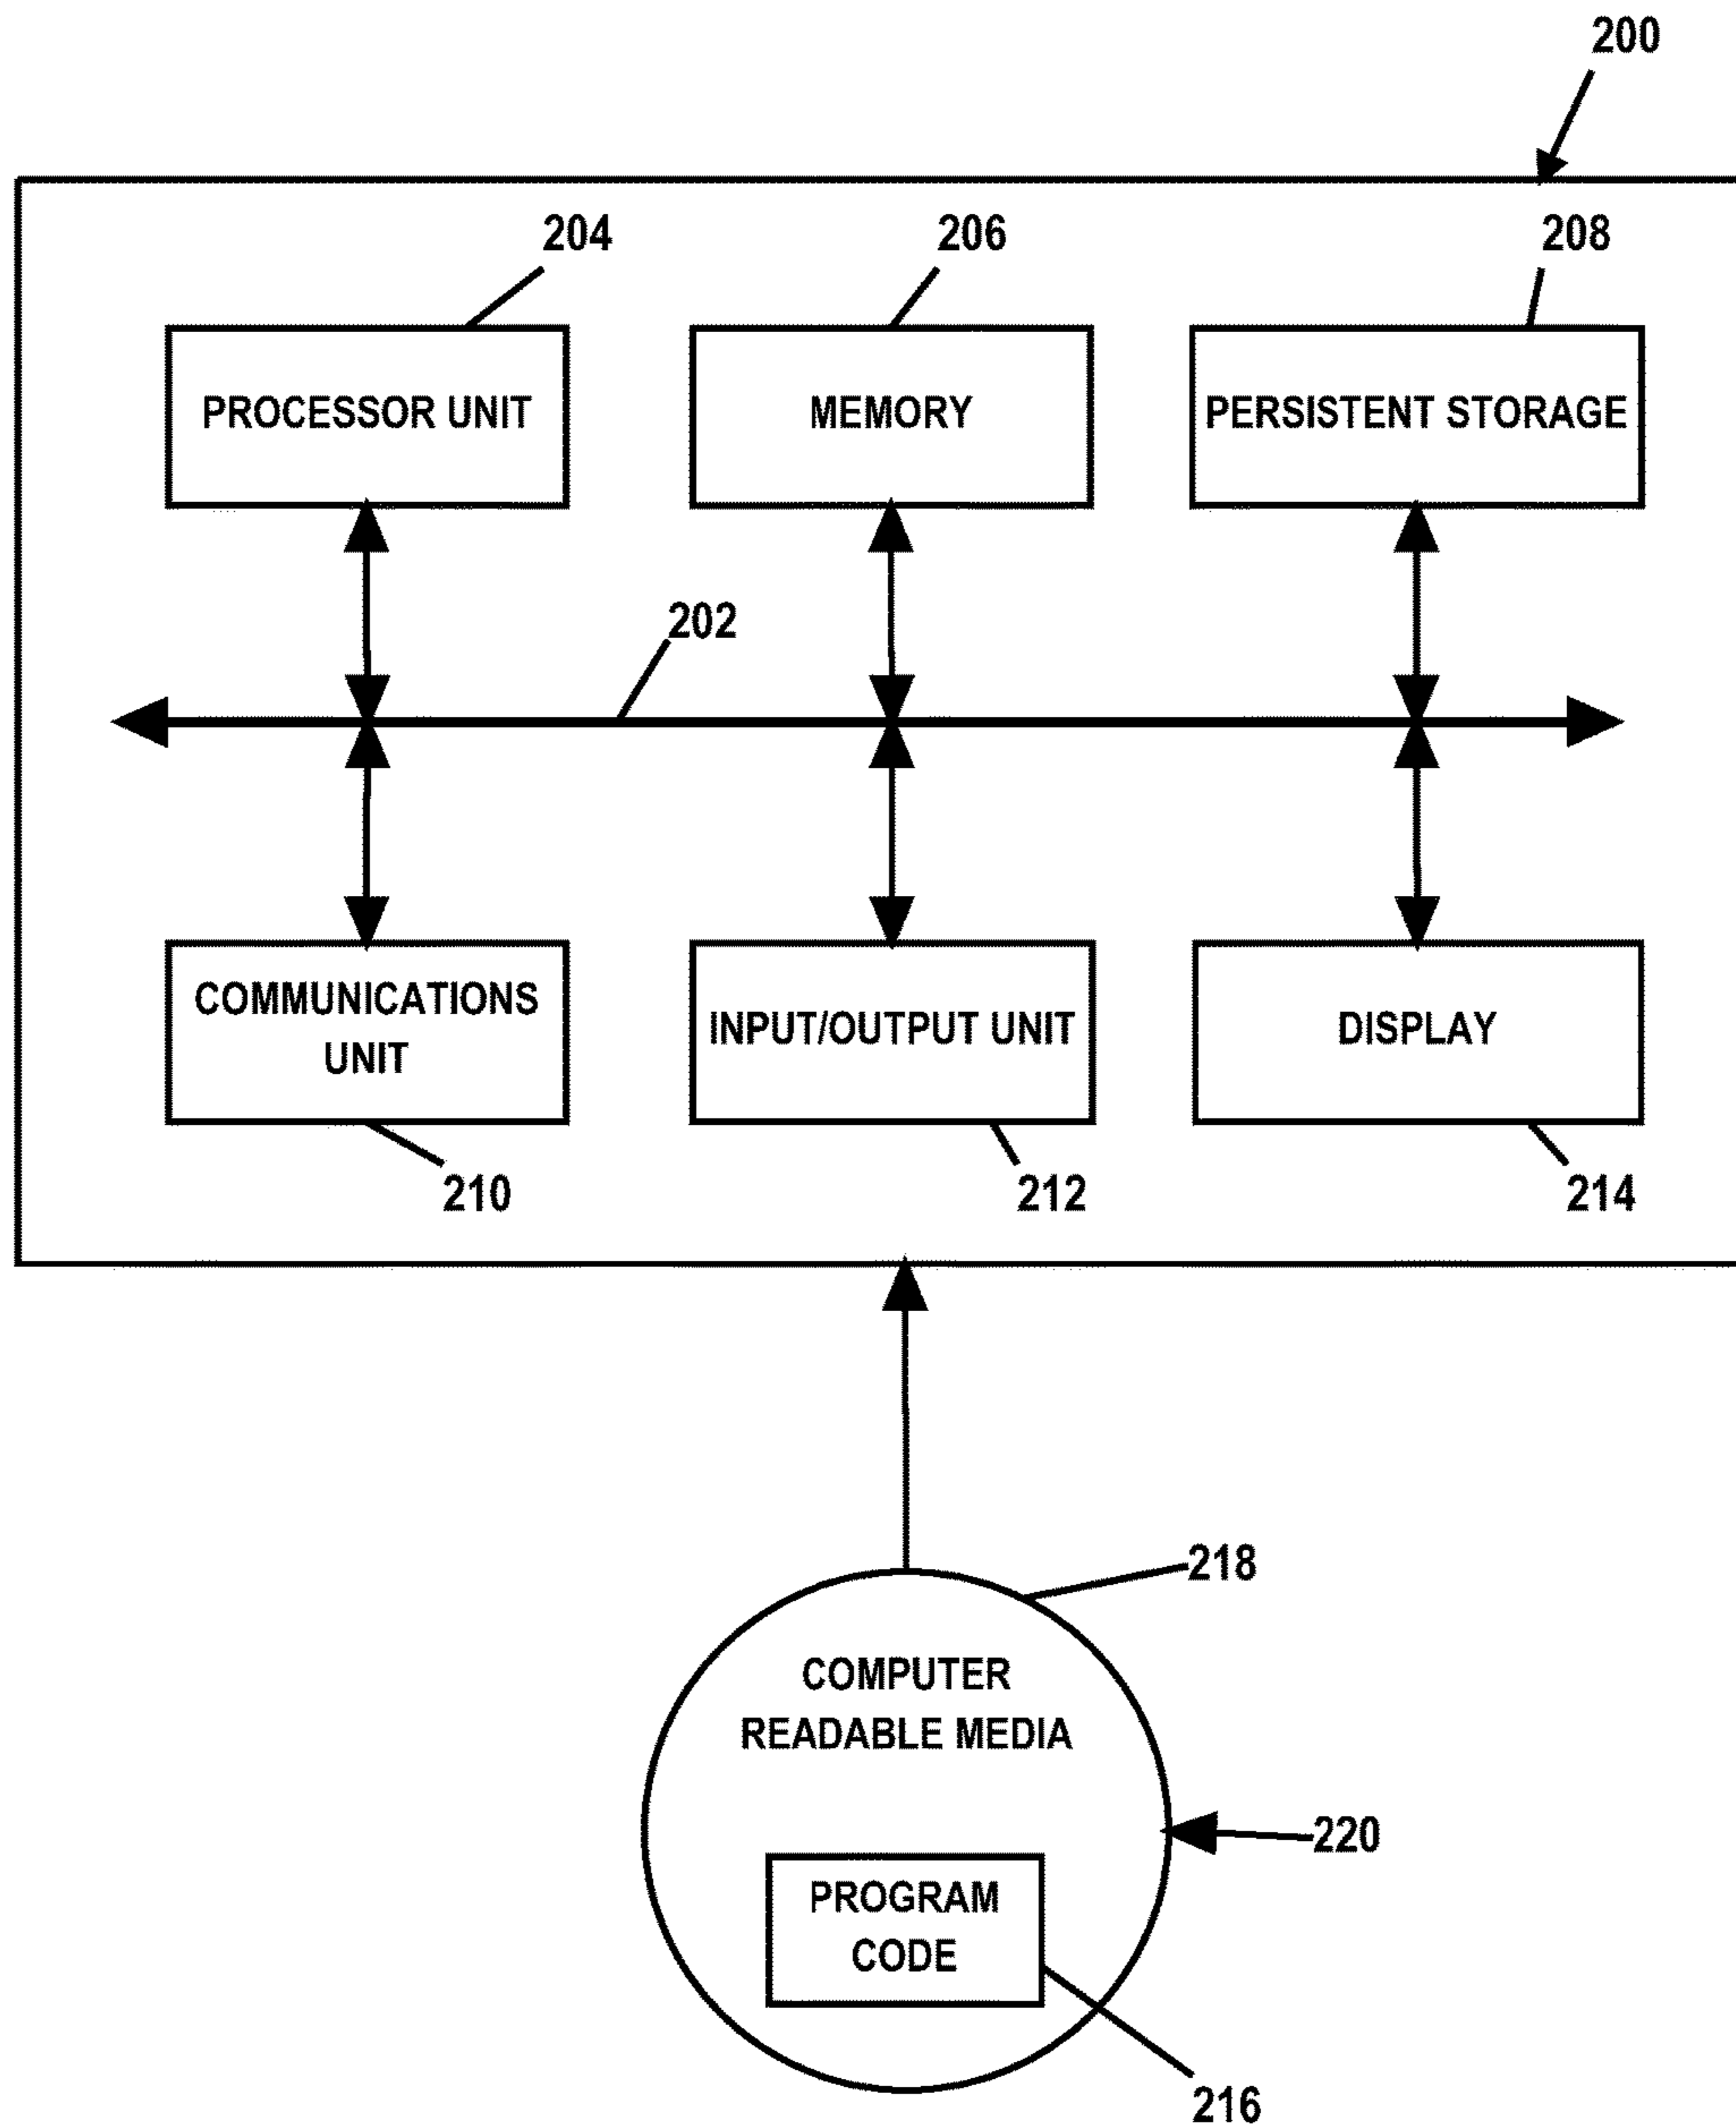 200
204
206
208
PROCESSOR UNIT
MEMORY
PERSISTENT STORAGE
202
COMMUNICATIONS
UNIT
INPUT/OUTPUT UNIT
DISPLAY
210
212
214
218
COMPUTER
READABLE MEDIA
220
PROGRAM
CODE
216